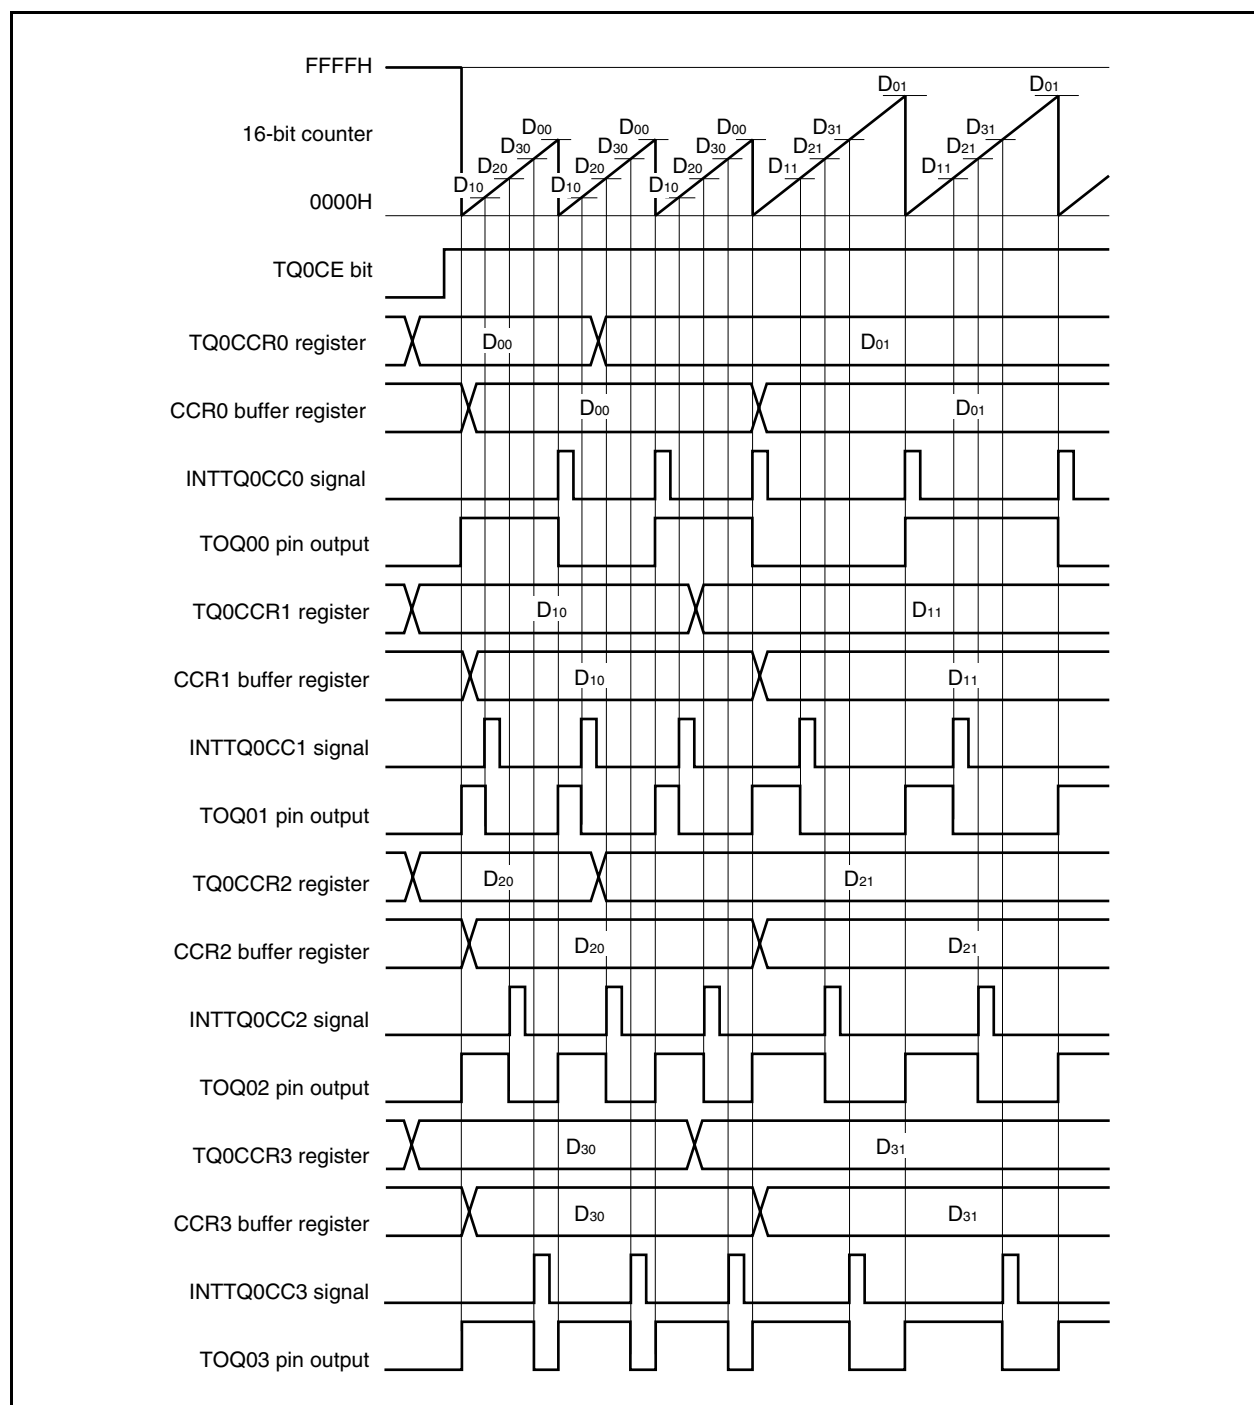 FFFFH
D01 D01
16-bit counter
D00 D00 D00 D31 D31
D30 D30 D30 D21 D21
D20 D20 D20 D11 D11
D10 D10 D10
0000H
TQ0CE bit
TQ0CCR0 register D00 D01
CCR0 buffer register D00 D01
INTTQ0CC0 signal
TOQ00 pin output
TQ0CCR1 register D10 D11
CCR1 buffer register D10 D11
INTTQ0CC1 signal
TOQ01 pin output
TQ0CCR2 register D20 D21
CCR2 buffer register D20 D21
INTTQ0CC2 signal
TOQ02 pin output
TQ0CCR3 register D30 D31
CCR3 buffer register D30 D31
INTTQ0CC3 signal
TOQ03 pin output